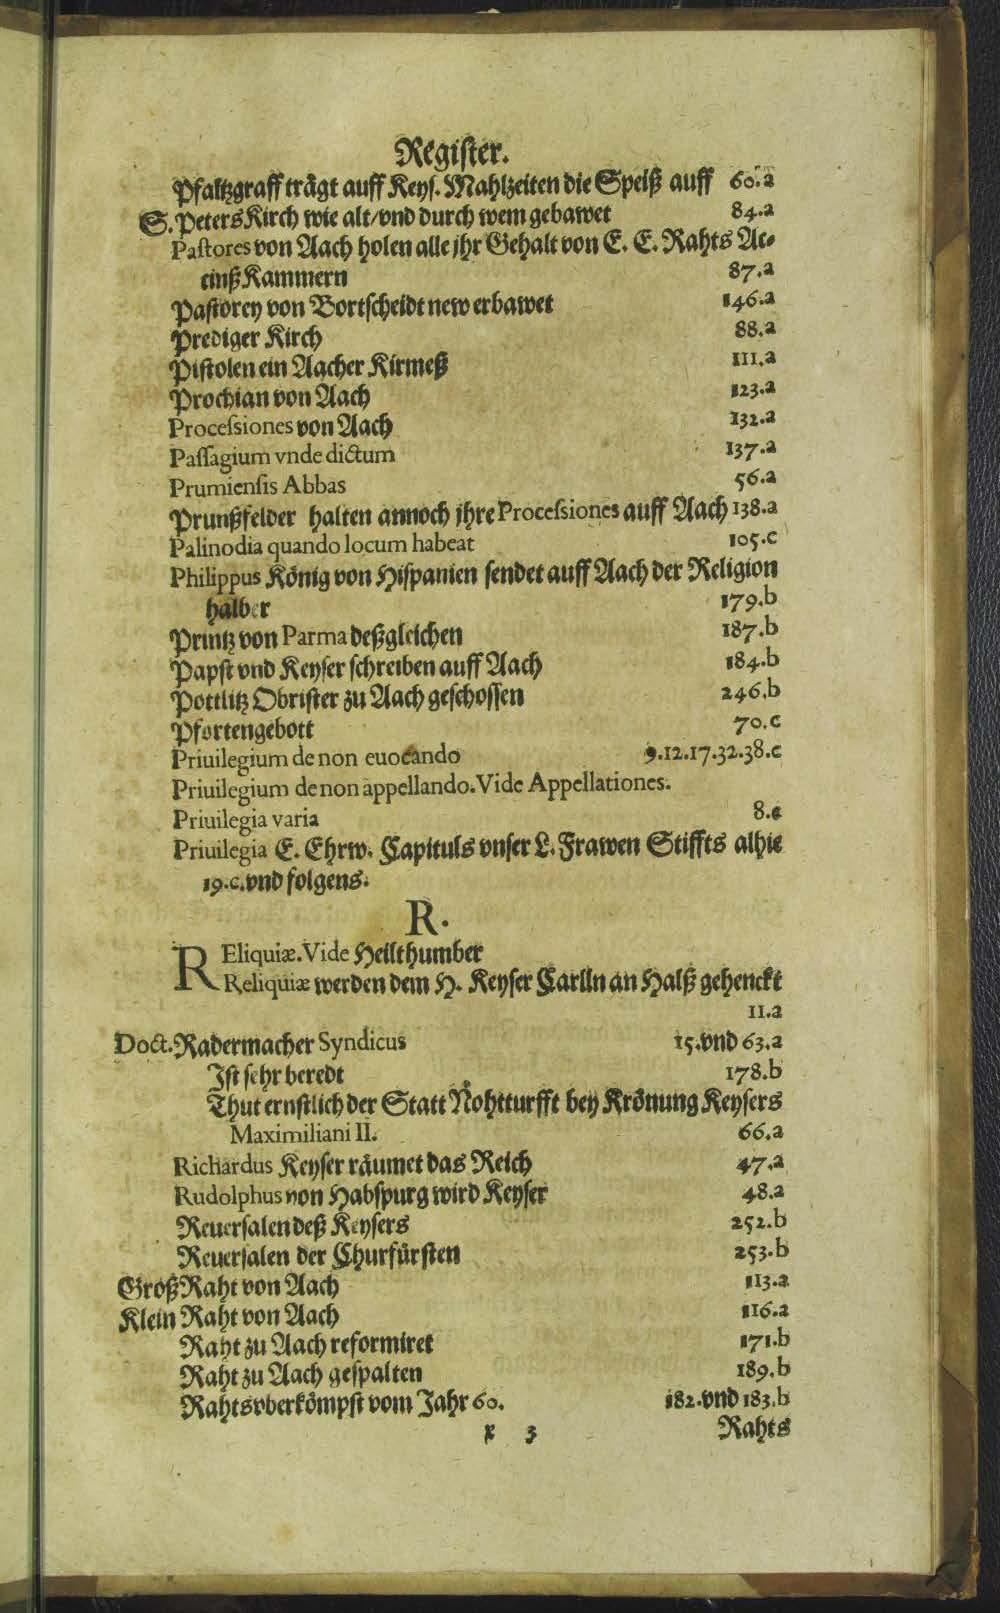 Register.
Pfaltzgraff trägt auff Keys. Mahlzeiten die Speiß auff 60.a
S. Peters Kirch wie alt/vnd durch wem gebawet 84.a
Pastores von Aach holen alle jhr Gehalt von E. E. Rahts Ac-
cinß Kammern 87.a
Pastorey von Bortscheidt new erbawet 146.a
Prediger Kirch 88.a
Pistolen ein Aacher Kirmeß 111.a
Prochian von Aach 123.a
Processiones von Aach 132.a
Passagium vnde dictum 137.a
Prumiensis Abbas 56.a
Prunßfelder halten annoch jhre Processiones auff Aach 138.a
Palinodia quando locum habeat 105.c
Philippus König von Hispanien sendet auff Aach der Religion
halber 179.b
Printz von Parma deßgleichen 187.b
Papst vnd Keyser schreiben auff Aach 184.b
Pottlitz Obrister zu Aach geschossen 246.b
Pfortengebott 70.c
Priuilegium de non euocando 9.12.17.32.38.c
Priuilegium de non appellando. Vide Appellationes.
Priuilegia varia 8.c
Priuilegia E. Ehrw. Capituls vnser L. Frawen Stiffts alhie
19.c. vnd folgens.
R.
REliquiæ. Vide Heilthumber
Reliquiæ werden dem H. Keyser Carlln an Halß gehenckt
11.a
Doct. Radermacher Syndicus 15. vnd 63.a
Ist sehr beredt 178.b
Thut ernstlich der Statt Nohtturfft bey Krönung Keysers
Maximiliani II. 66.a
Richardus Keyser räumet das Reich 47.a
Rudolphus von Habspurg wird Keyser 48.a
Reuersalen deß Keysers 252.b
Reuersalen der Churfürsten 253.b
Groß Raht von Aach 113.a
Klein Raht von Aach 116.a
Raht zu Aach reformiret 171.b
Raht zu Aach gespalten 189.b
Rahtsvberkömpst vom Jahr 60. 182. vnd 183.b
x 3 Rahts